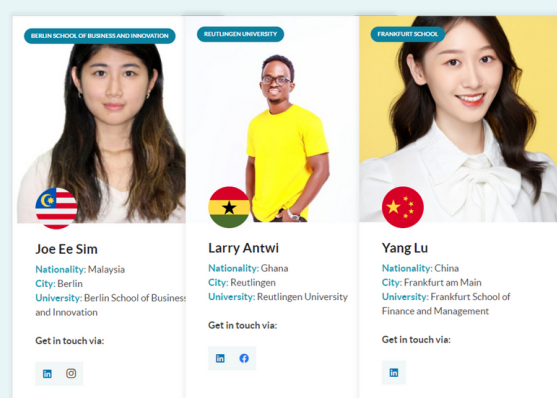 BERLIN SCHOOL OF BUSINESS AND INNOVATION
Joe Ee Sim
Nationality: Malaysia
City: Berlin
University: Berlin School of Business
and Innovation
Get in touch via:
REUTLINGEN UNIVERSITY
Larry Antwi
Nationality: Ghana
City: Reutlingen
University: Reutlingen University
Get in touch via:
FRANKFURT SCHOOL
Yang Lu
Nationality: China
City: Frankfurt am Main
University: Frankfurt School of
Finance and Management
Get in touch via: